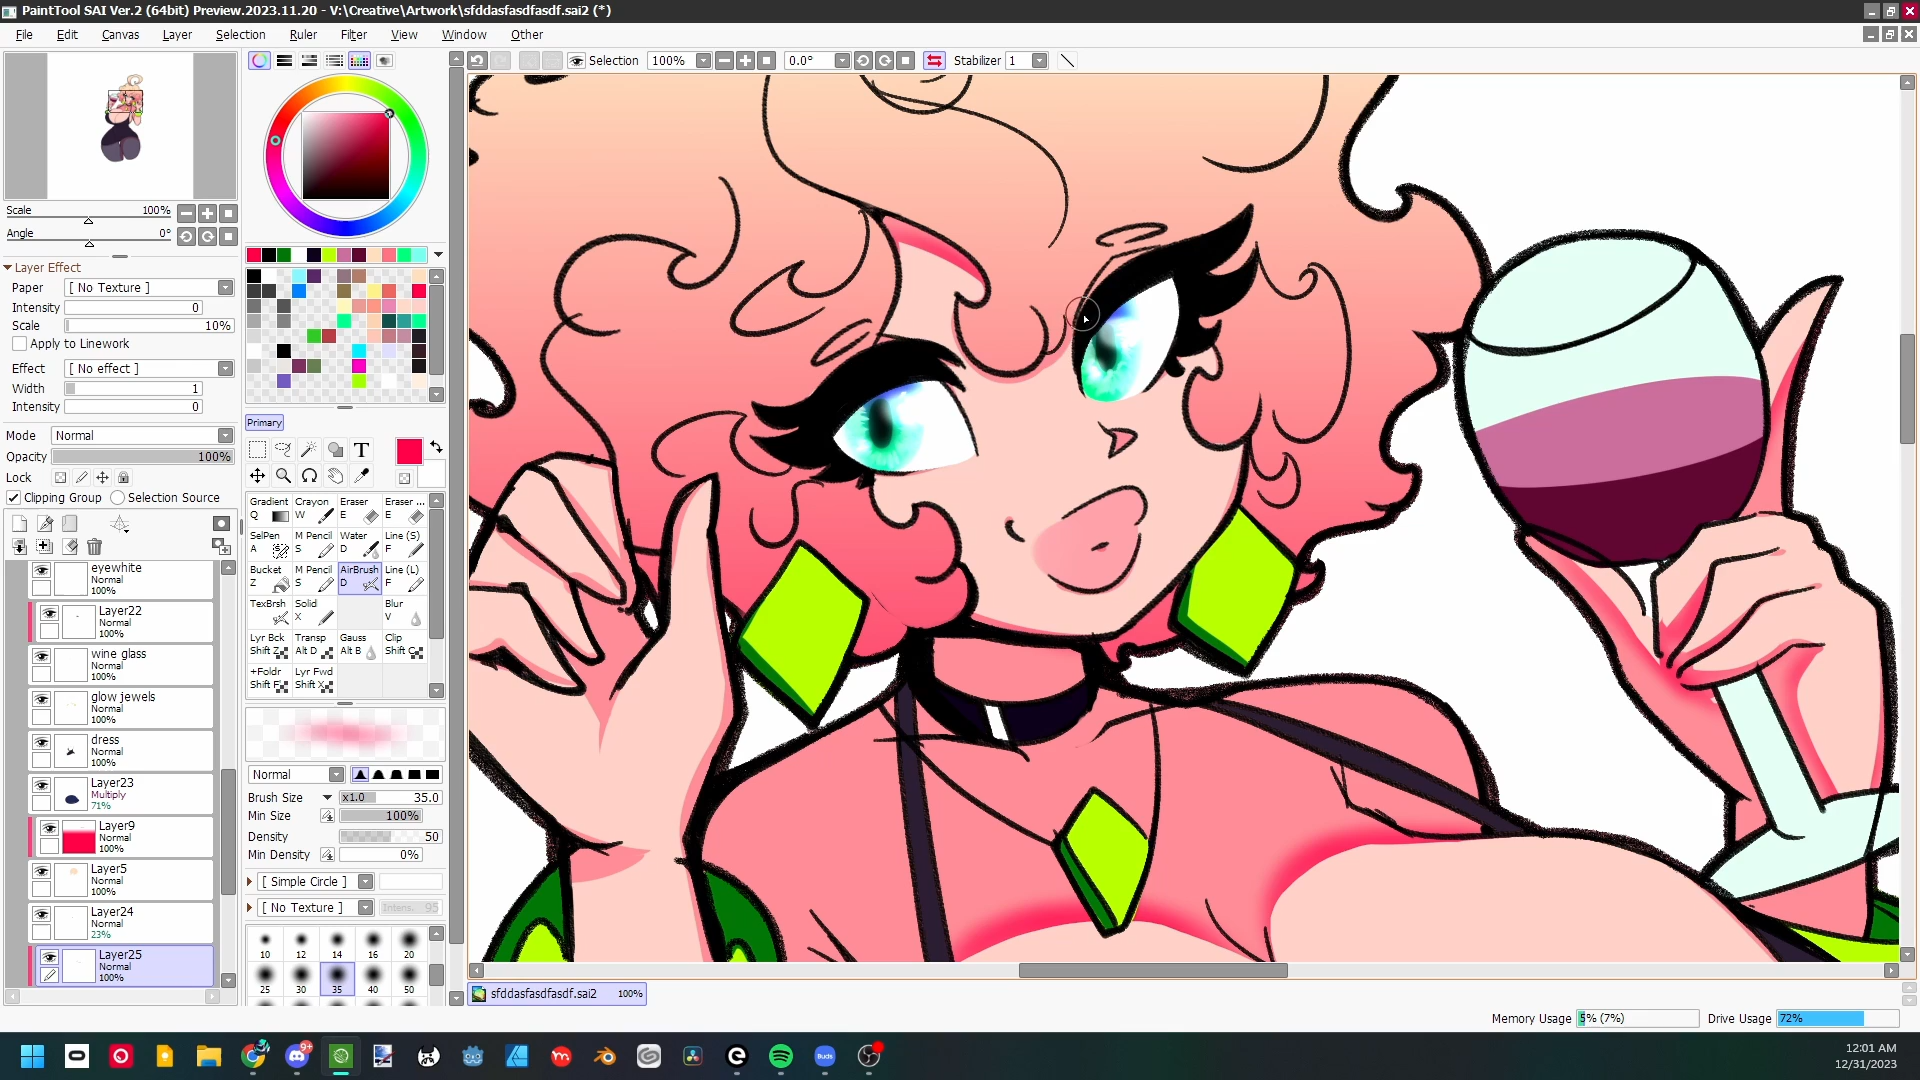 PaintTool SAI Ver.2 (64bit) Preview.2023.11.20 - V:\Creative\Artwork\sfddasfasdfasdf.sai2 (*)
File Edit Canvas Layer Selection Ruler Filter View Window Other
Selection 100% 0.0° Stabilizer 1
Scale 100%
Angle 0°
Layer Effect
Paper [ No Texture ]
Intensity 0
Scale 10%
Apply to Linework
Effect [ No effect ]
Width 1
Intensity 0
Mode Normal
Opacity 100%
Lock
Clipping Group Selection Source
eyewhite
Normal
100%
Layer22
Normal
100%
wine glass
Normal
100%
glow jewels
Normal
100%
dress
Normal
100%
Layer23
Multiply
71%
Layer9
Normal
100%
Layer5
Normal
100%
Layer24
Normal
23%
Layer25
Normal
100%
Primary
T
Gradient Crayon Eraser Eraser ...
Q W E E
SelPen M Pencil Water Line (S)
A S D F
Bucket M Pencil AirBrush Line (L)
Z S D F
TexBrsh Solid Blur
X V
Lyr Bck Transp Gauss Clip
Shift Z Alt D Alt B Shift C
+Foldr Lyr Fwd
Shift F Shift X
Normal
Brush Size x1.0 35.0
Min Size 100%
Density 50
Min Density 0%
[ Simple Circle ]
[ No Texture ] Intens. 95
10 12 14 16 20
25 30 35 40 50
sfddasfasdfasdf.sai2 100%
Memory Usage 5% (7%) Drive Usage 72%
9+
Buds
12:01 AM
12/31/2023